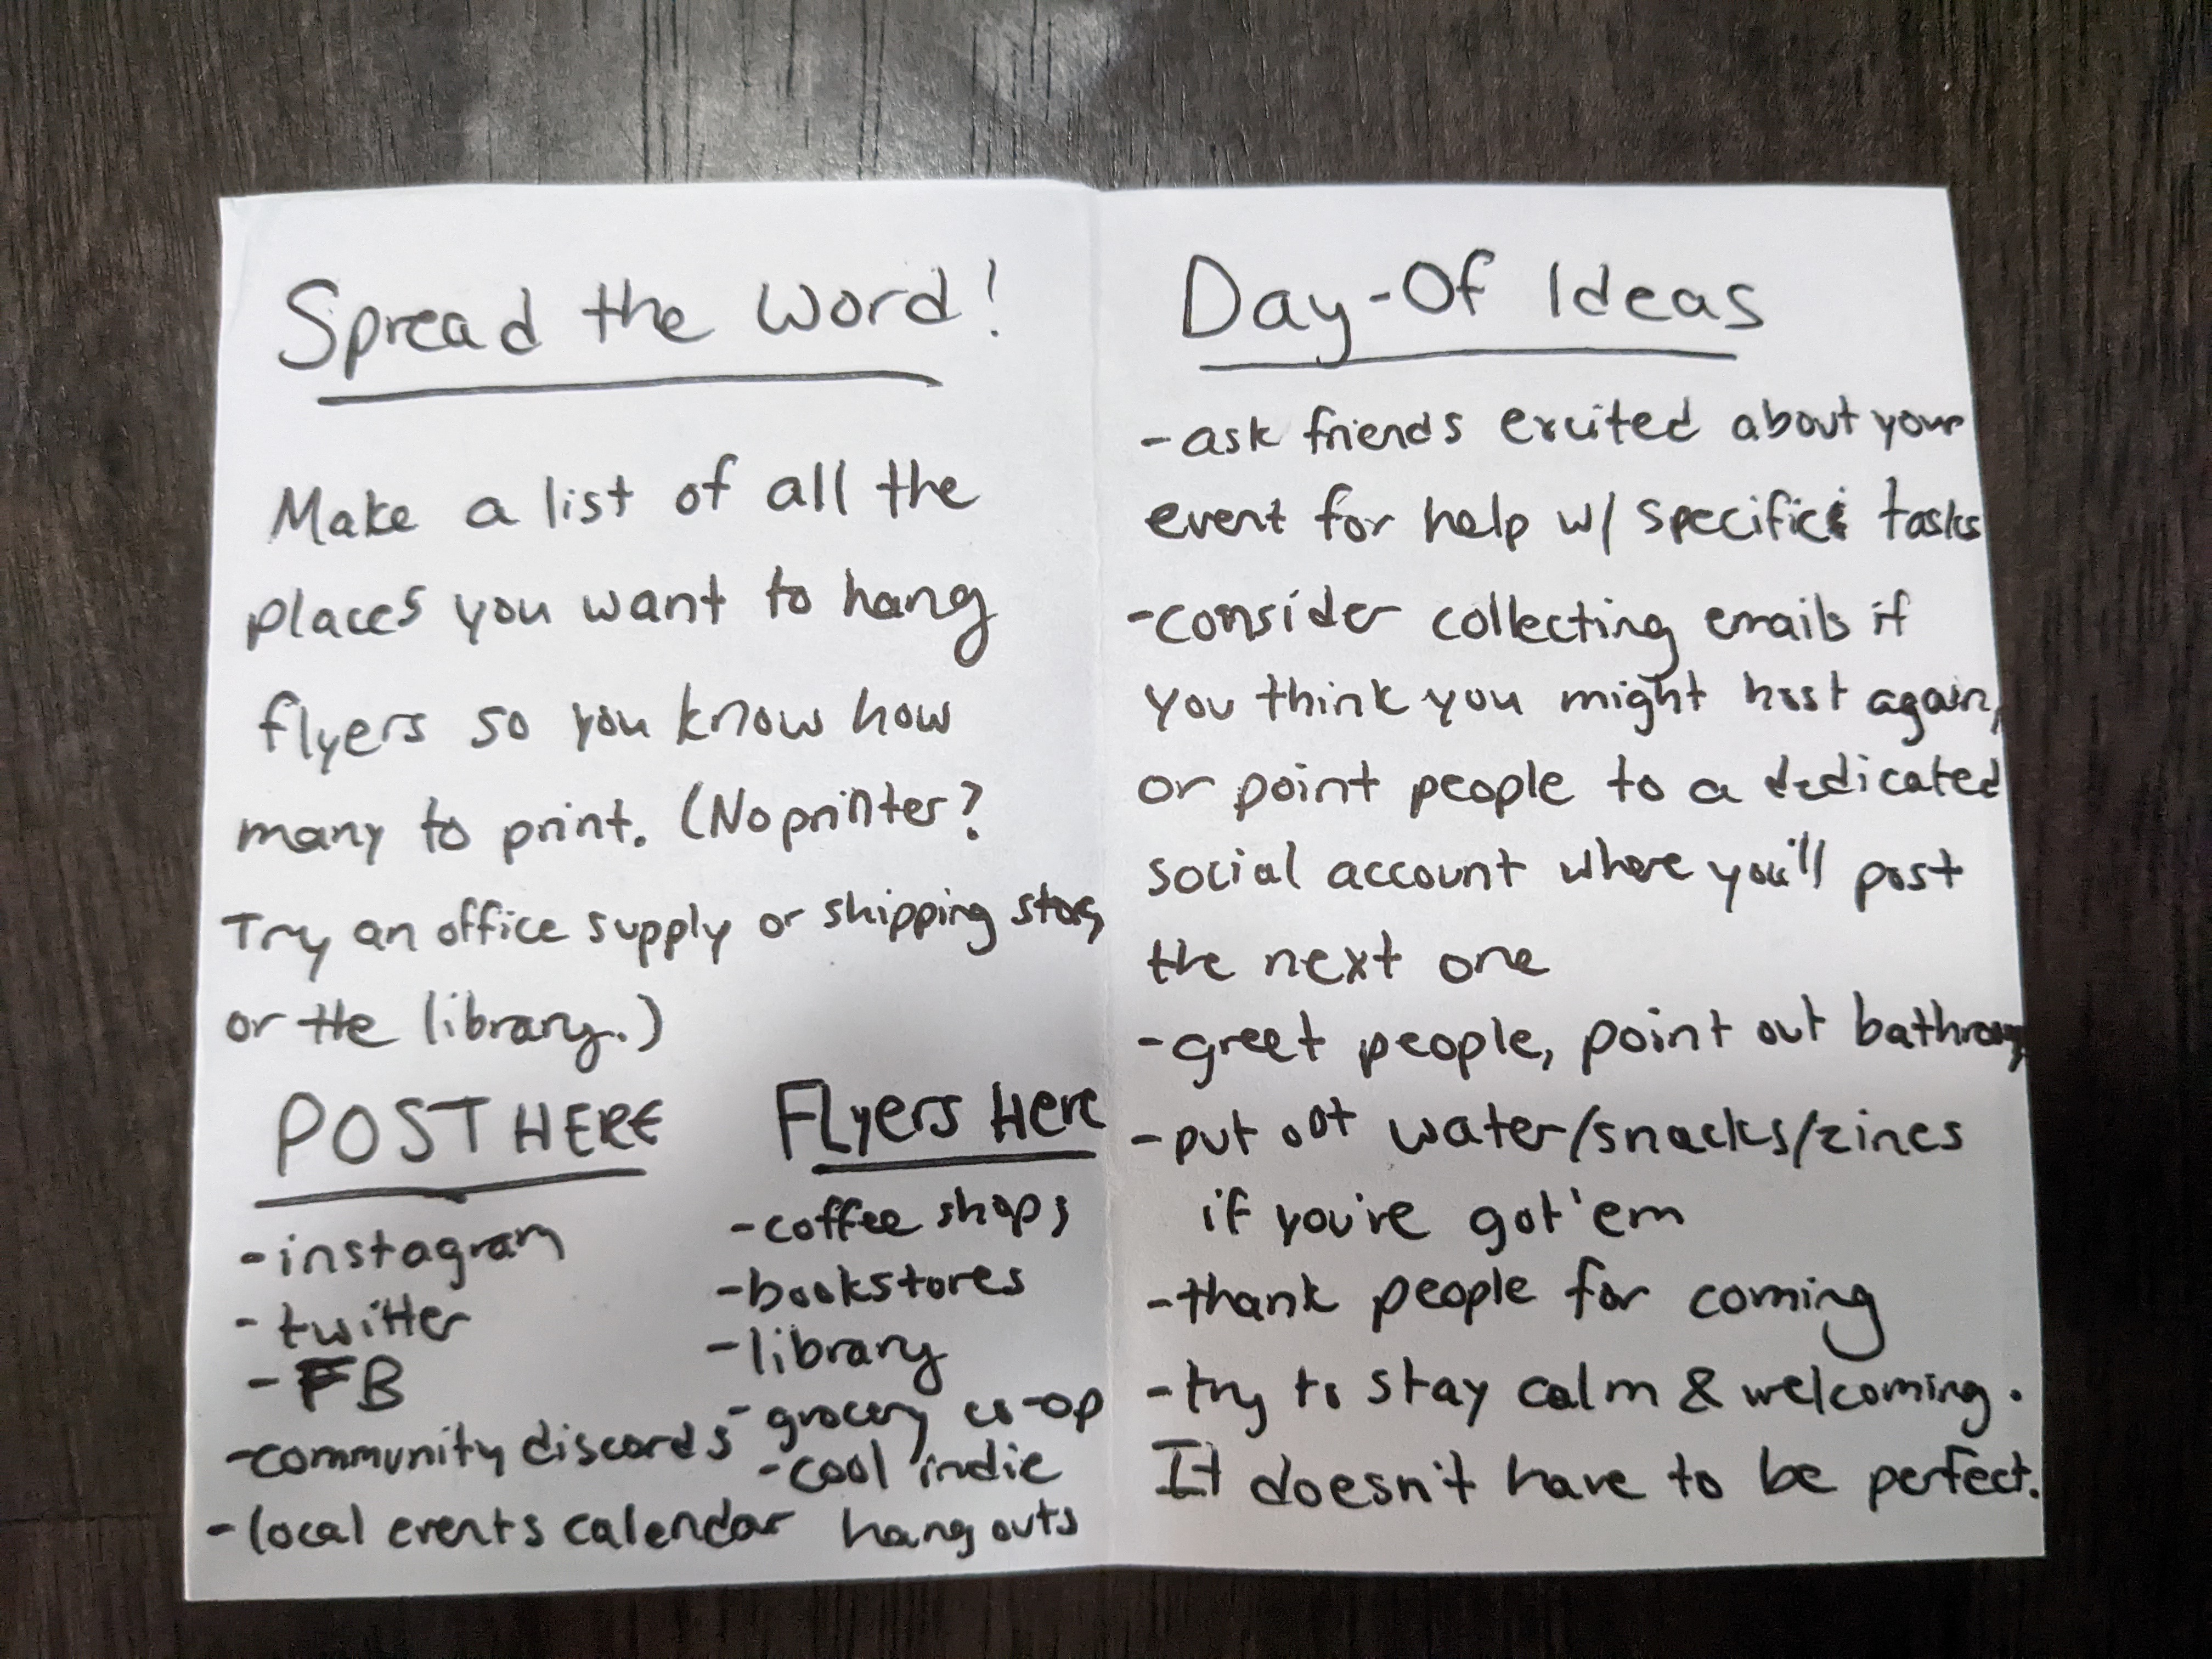 Spread the Word!
Make a list of all the
places you want to hang
flyers so you know how
many to print. (No printer?
Try an office supply or shipping store,
or the library.)
POST HERE
- instagram
- twitter
- FB
- community discords
- local events calendar
Flyers Here
- coffee shops
- bookstores
- library
- grocery co-op
- cool indie
hang outs
Day-Of Ideas
- ask friends excited about your
event for help w/ specific tasks
- consider collecting emails if
you think you might host again,
or point people to a dedicated
social account where you'll post
the next one
- greet people, point out bathroom
- put out water/snacks/zines
if you're got 'em
- thank people for coming
- try to stay calm & welcoming.
It doesn't have to be perfect.